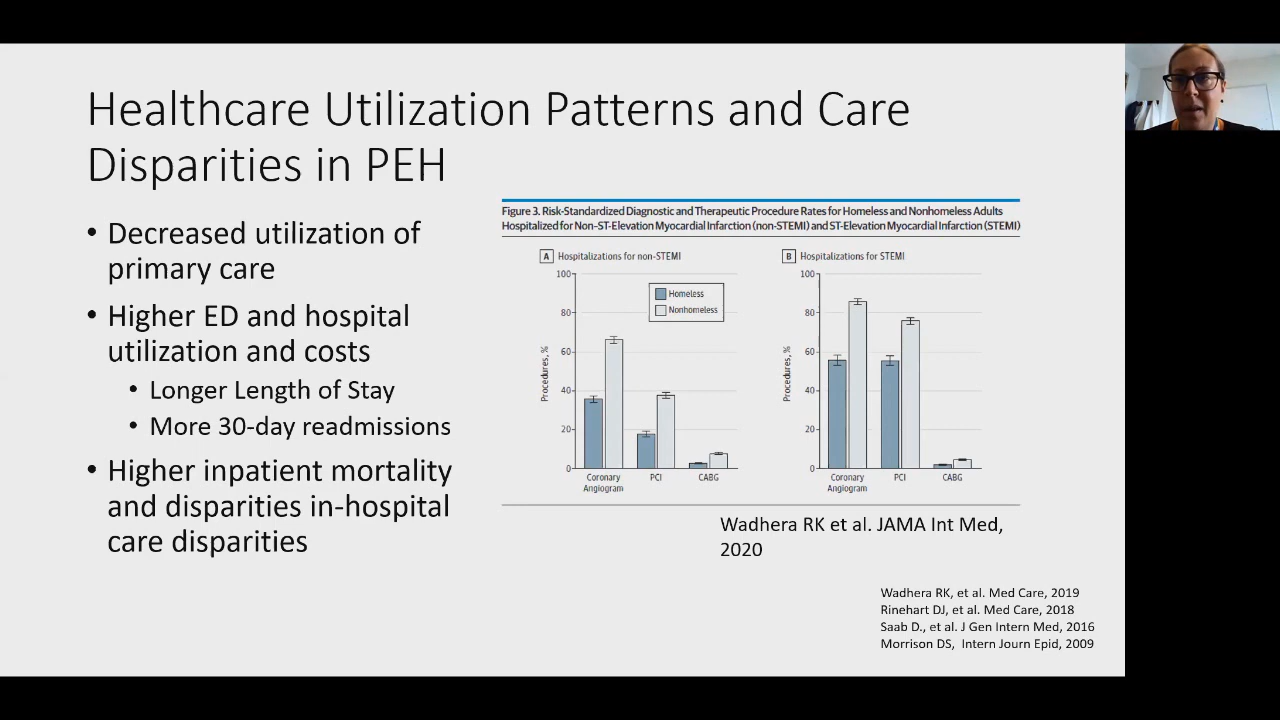 Healthcare Utilization Patterns and Care
Disparities in PEH
• Decreased utilization of
primary care
• Higher ED and hospital
utilization and costs
• Longer Length of Stay
• More 30-day readmissions
• Higher inpatient mortality
and disparities in-hospital
care disparities
Figure 3. Risk-Standardized Diagnostic and Therapeutic Procedure Rates for Homeless and Nonhomeless Adults
Hospitalized for Non-ST-Elevation Myocardial Infarction (non-STEMI) and ST-Elevation Myocardial Infarction (STEMI)
A Hospitalizations for non-STEMI
100
80
60
40
20
0
Procedures, %
Homeless
Nonhomeless
Coronary
Angiogram
PCI
CABG
B Hospitalizations for STEMI
100
80
60
40
20
0
Procedures, %
Coronary
Angiogram
PCI
CABG
Wadhera RK et al. JAMA Int Med,
2020
Wadhera RK, et al. Med Care, 2019
Rinehart DJ, et al. Med Care, 2018
Saab D., et al. J Gen Intern Med, 2016
Morrison DS,  Intern Journ Epid, 2009